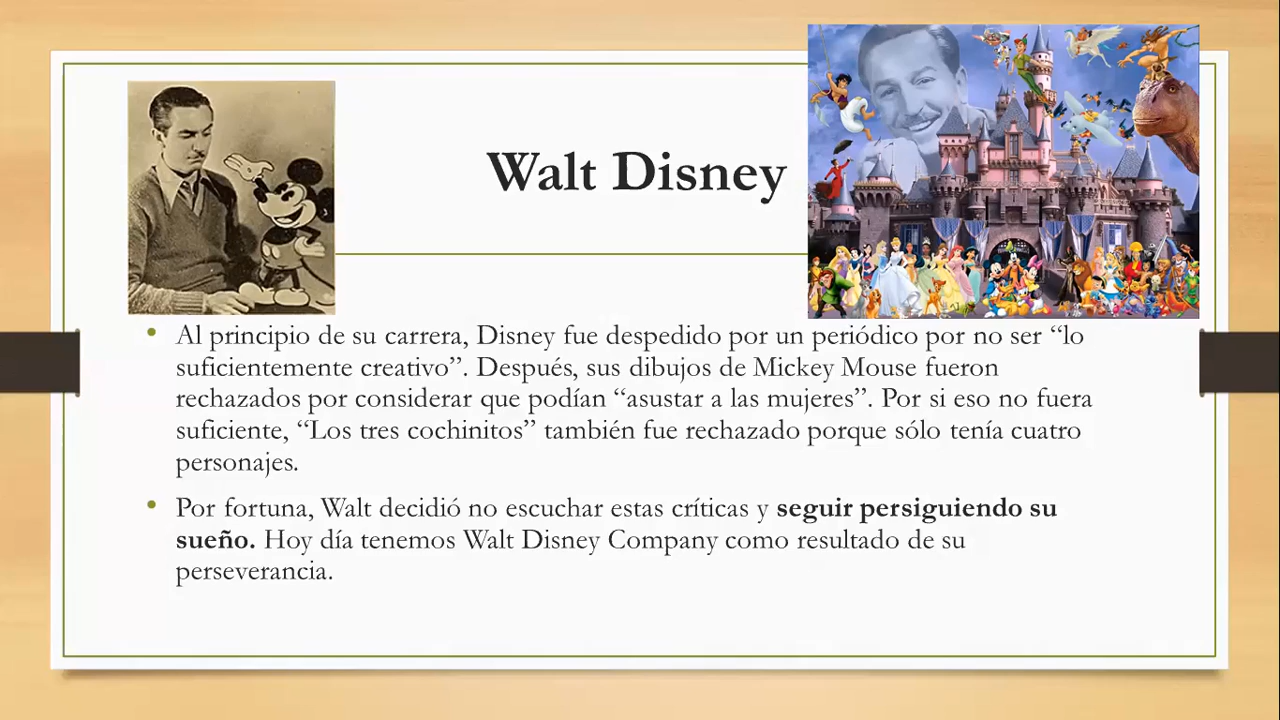 Walt Disney
Al principio de su carrera, Disney fue despedido por un periódico por no ser “lo
suficientemente creativo”. Después, sus dibujos de Mickey Mouse fueron
rechazados por considerar que podían “asustar a las mujeres”. Por si eso no fuera
suficiente, “Los tres cochinitos” también fue rechazado porque sólo tenía cuatro
personajes.
Por fortuna, Walt decidió no escuchar estas críticas y seguir persiguiendo su
sueño. Hoy día tenemos Walt Disney Company como resultado de su
perseverancia.